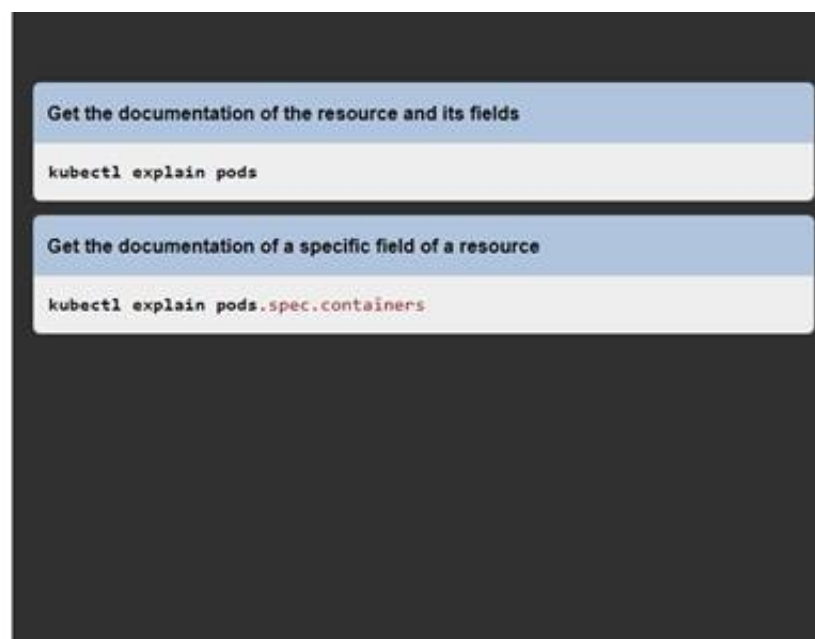 Get the documentation of the resource and its fields
kubectl explain pods
Get the documentation of a specific field of a resource
kubectl explain pods.spec.containers